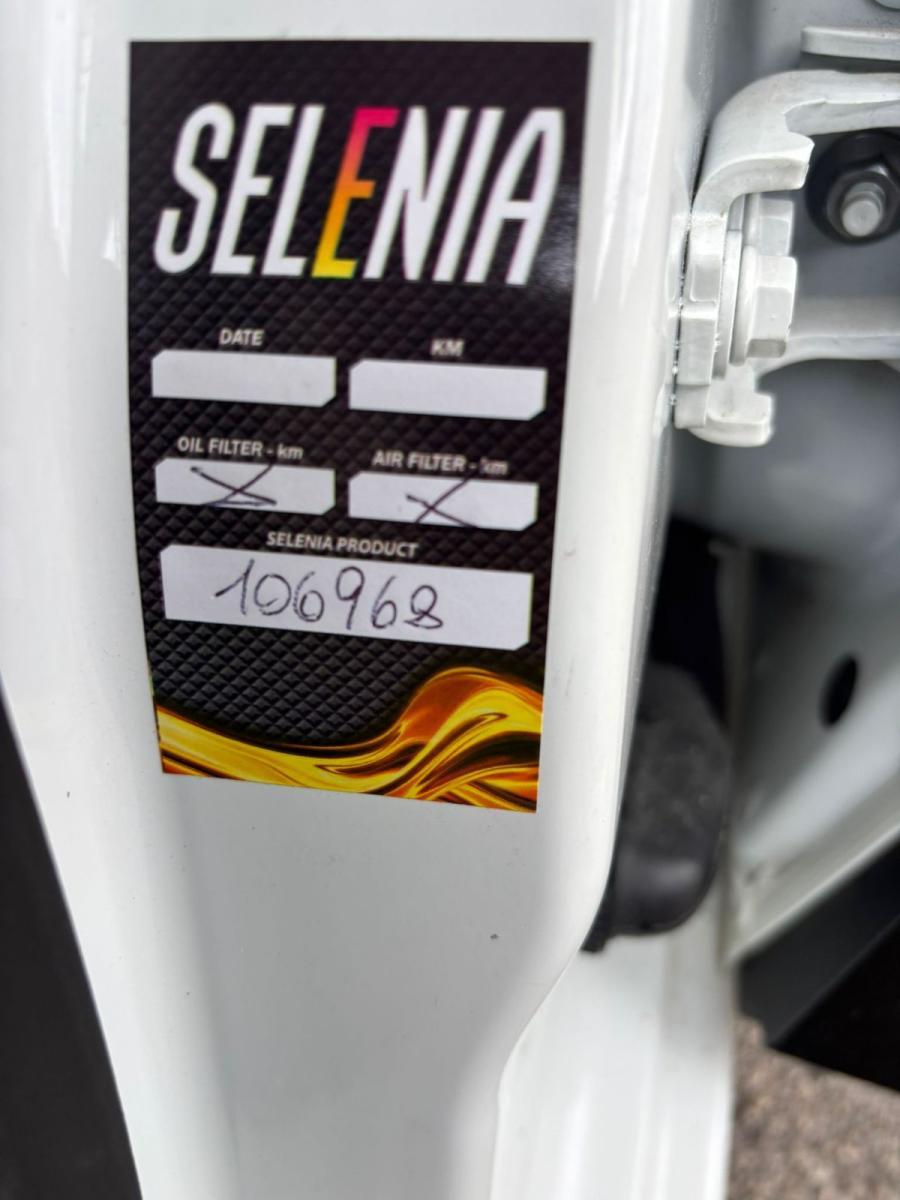 SELENIA
DATE KM
OIL FILTER - km AIR FILTER - km
X X
SELENIA PRODUCT
106968